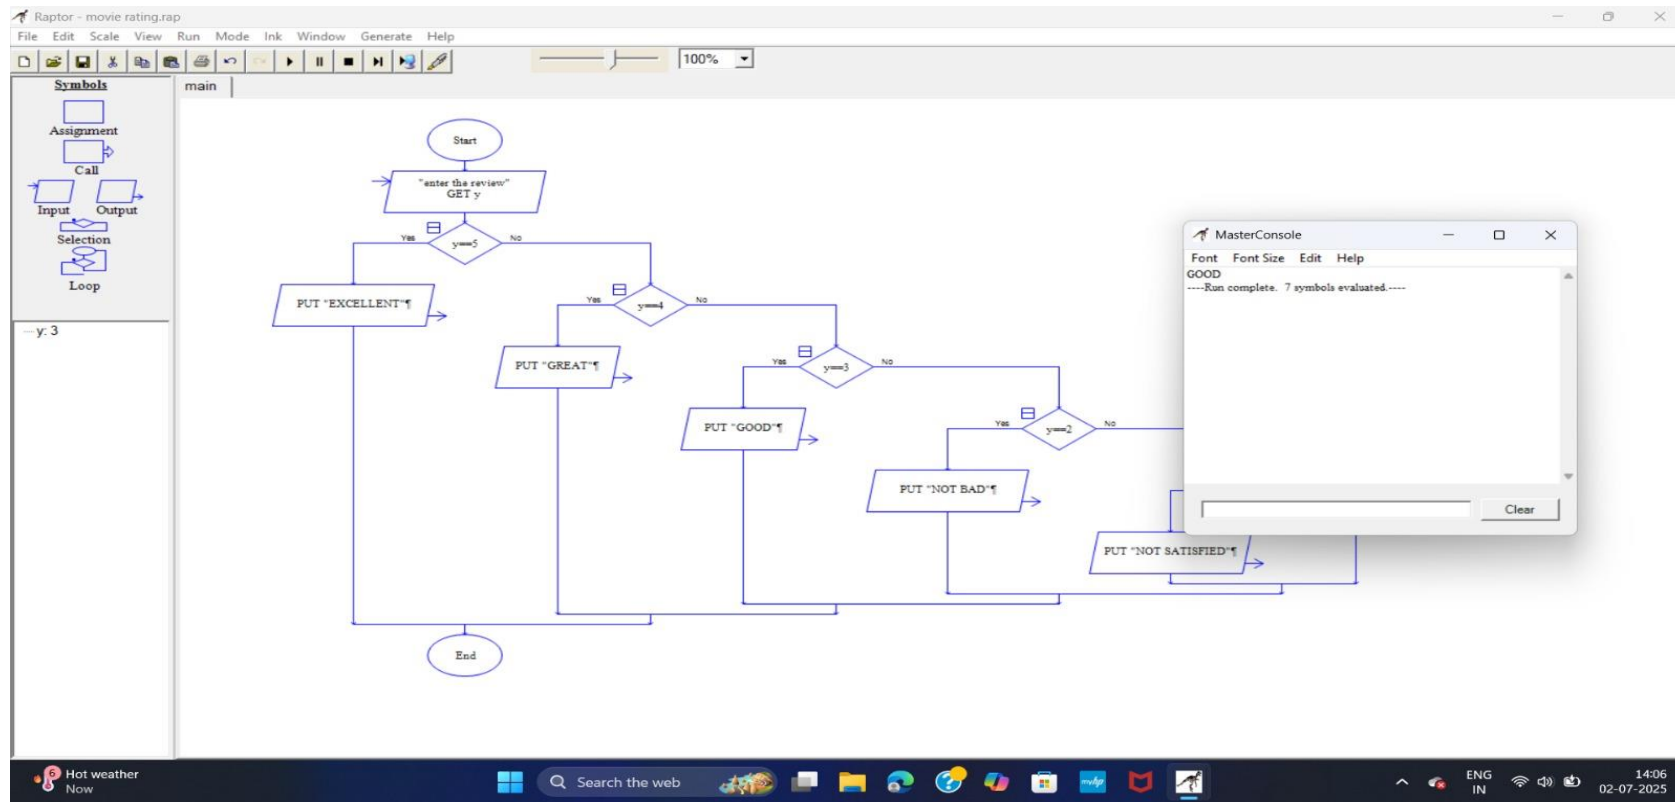 Raptor - movie rating.rap
File Edit Scale View Run Mode Ink Window Generate Help
100%
Symbols
main
Assignment
Call
Input Output
Selection
Loop
y: 3
Start
"enter the review"
GET y
Yes y==5 No
PUT "EXCELLENT"¶
Yes y==4 No
PUT "GREAT"¶
Yes y==3 No
PUT "GOOD"¶
Yes y==2 No
PUT "NOT BAD"¶
PUT "NOT SATISFIED"¶
End
MasterConsole
Font Font Size Edit Help
GOOD
----Run complete. 7 symbols evaluated.----
Clear
6
Hot weather
Now
Search the web
myhp
ENG
IN
14:06
02-07-2025